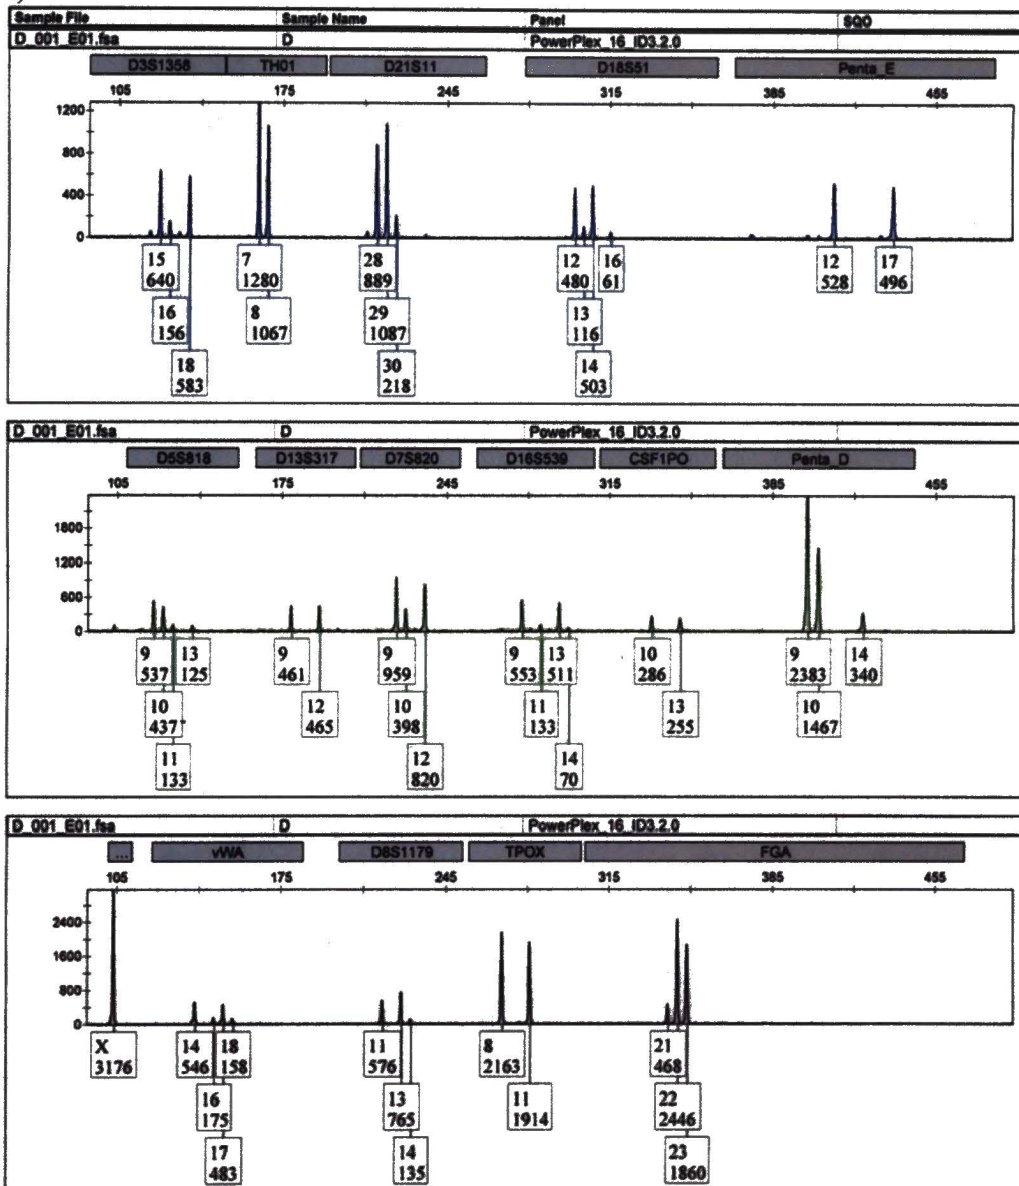 Sample File Sample Name Panel SQO
D_001_E01.fsa D PowerPlex_16_ID3.2.0
D3S1358 TH01 D21S11 D18S51 Penta_E
105 175 245 315 385 455
1200
800
400
0
15 7 28 12 16 12 17
640 1280 889 480 61 528 496
16 8 29 13
156 1067 1087 116
18 30 14
583 218 503
D_001_E01.fsa D PowerPlex_16_ID3.2.0
D5S818 D13S317 D7S820 D16S539 CSF1PO Penta_D
105 175 245 315 385 455
1800
1200
600
0
9 13 9 9 9 13 10 9 14
537 125 461 959 553 511 286 2383 340
10 12 10 11 13 10
437 465 398 133 255 1467
11 12 14
133 820 70
D_001_E01.fsa D PowerPlex_16_ID3.2.0
... vWA D8S1179 TPOX FGA
105 175 245 315 385 455
2400
1600
800
0
X 14 18 11 8 21
3176 546 158 576 2163 468
16 13 11 22
175 765 1914 2446
17 14 23
483 135 1860